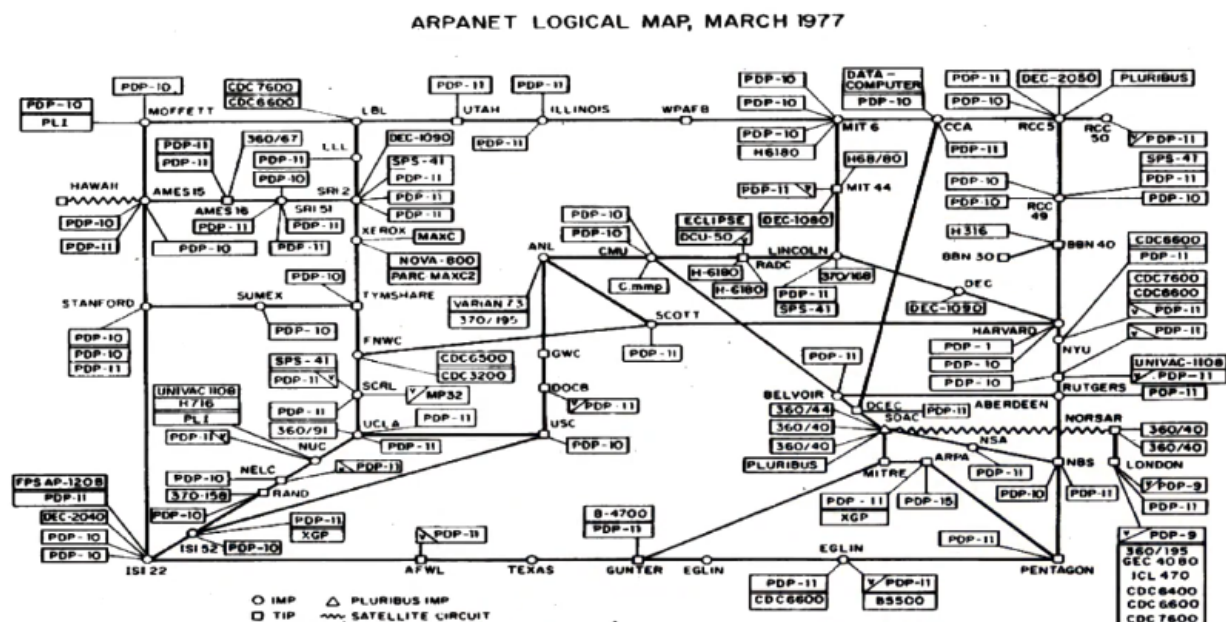 ARPANET LOGICAL MAP, MARCH 1977
PDP-10
PLI
PDP-10
MOFFETT
CDC7600
CDC6600
LBL
PDP-11
UTAH
PDP-11
ILLINOIS
PDP-11
WPAFB
PDP-10
PDP-10
PDP-10
H6180
MIT 6
DATA-
COMPUTER
PDP-10
CCA
PDP-11
PDP-11
PDP-10
DEC-2050
PLURIBUS
RCC 5
RCC
50
PDP-11
HAWAII
AMES 15
PDP-10
PDP-11
PDP-10
PDP-11
PDP-11
360/67
AMES 16
PDP-11
PDP-11
PDP-10
SRI 51
PDP-11
PDP-11
LLL
SRI 2
DEC-1090
SPS-41
PDP-11
PDP-11
PDP-11
XEROX
MAXC
NOVA-800
PARC MAXC2
H68/80
PDP-11
MIT 44
DEC-1080
PDP-10
PDP-10
SPS-41
PDP-11
PDP-10
RCC
49
H316
BBN 40
BBN 30
STANFORD
PDP-10
PDP-10
PDP-11
SUMEX
PDP-10
PDP-10
TYMSHARE
ANL
VARIAN 73
370/195
PDP-10
PDP-10
CMU
C.mmp
ECLIPSE
DCU-50
RADC
H-6180
H-6180
LINCOLN
370/168
PDP-11
SPS-41
DEC
DEC-1090
CDC6600
PDP-11
CDC7600
CDC6600
PDP-11
PDP-11
HARVARD
PDP-1
PDP-10
NYU
SCOTT
PDP-11
FNWC
CDC6500
CDC3200
GWC
SPS-41
PDP-11
SCRL
MP32
DOCB
PDP-11
PDP-11
BELVOIR
PDP-10
RUTGERS
UNIVAC-1108
PDP-11
PDP-11
ABERDEEN
DCEC
PDP-11
UNIVAC 1108
H716
PLI
PDP-11
NUC
PDP-11
360/91
UCLA
PDP-11
PDP-11
USC
PDP-10
360/44
360/40
360/40
PLURIBUS
SDAC
NSA
PDP-11
NORSAR
360/40
360/40
NELC
PDP-10
PDP-11
370-158
RAND
PDP-10
MITRE
ARPA
PDP-11
XGP
PDP-15
NBS
PDP-10
PDP-11
LONDON
PDP-9
PDP-11
FPS AP-120B
PDP-11
DEC-2040
PDP-10
PDP-10
ISI 22
ISI 52
PDP-11
XGP
PDP-10
PDP-11
AFWL
TEXAS
B-4700
PDP-11
GUNTER
EGLIN
EGLIN
PDP-11
CDC6600
PDP-11
B5500
PDP-11
PENTAGON
PDP-9
360/195
GEC 4080
ICL 470
CDC6400
CDC6600
CDC7600
IMP
PLURIBUS IMP
TIP
SATELLITE CIRCUIT